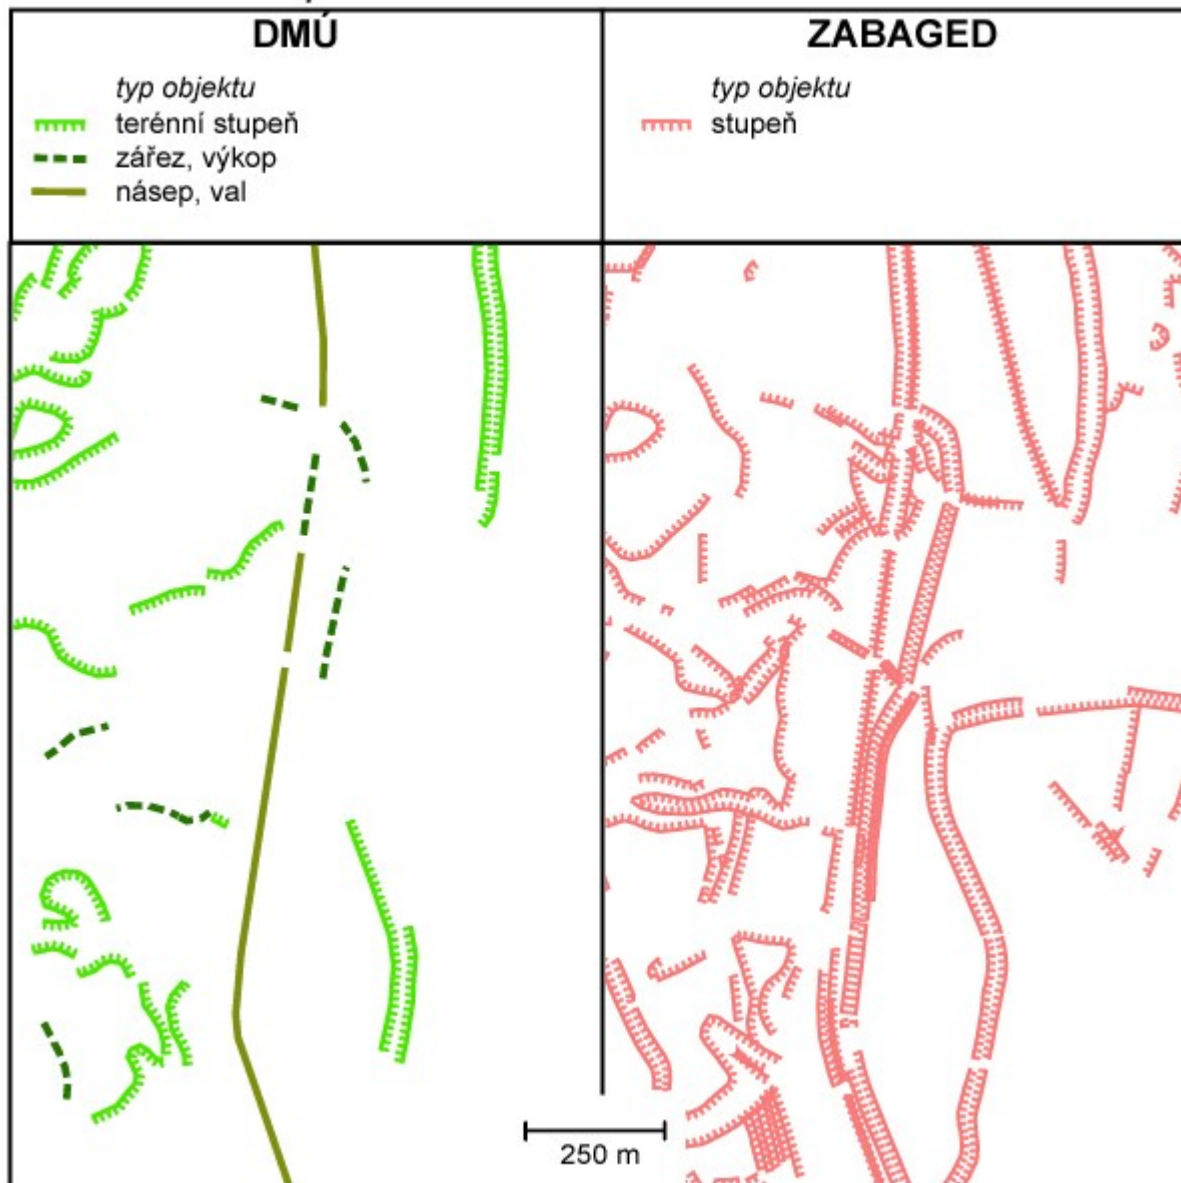 DMÚ
typ objektu
terénní stupeň
zářez, výkop
násep, val
ZABAGED
typ objektu
stupeň
250 m